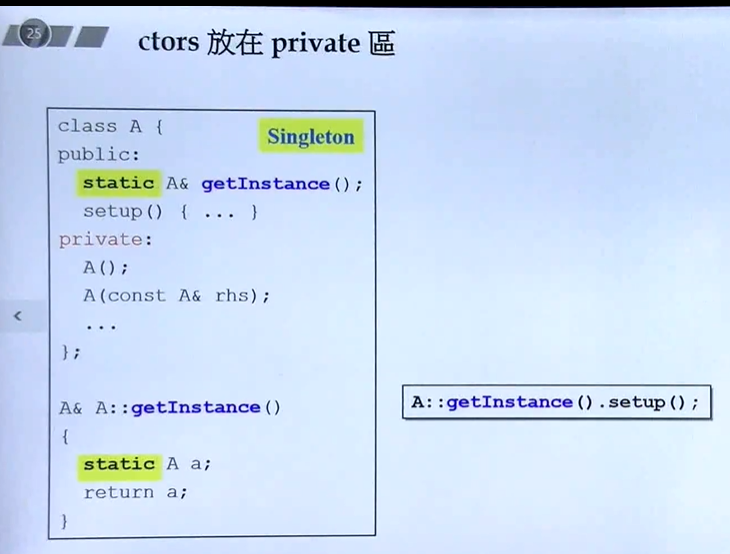 25
ctors 放在 private 區
Singleton
class A {
public:
static A& getInstance();
setup() { ... }
private:
A();
A(const A& rhs);
...
};
A& A::getInstance()
{
static A a;
return a;
}
A::getInstance().setup();